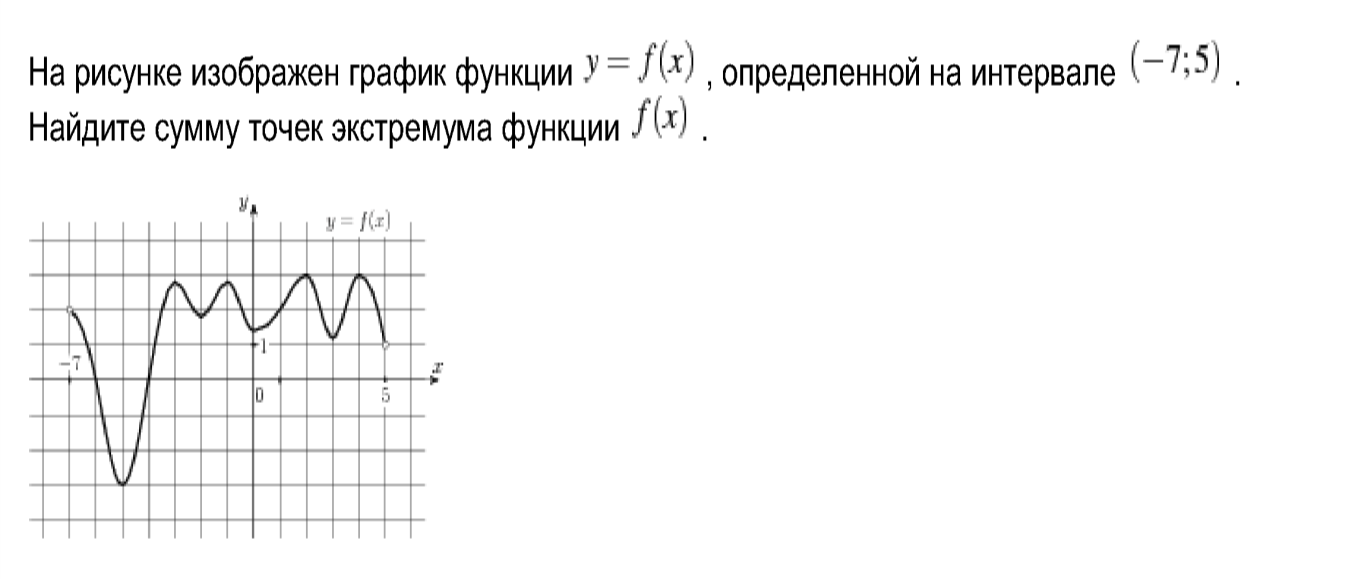 На рисунке изображен график функции y = f(x) , определенной на интервале (−7;5) .
Найдите сумму точек экстремума функции f(x) .
y
y = f(x)
1
−7
x
0
5